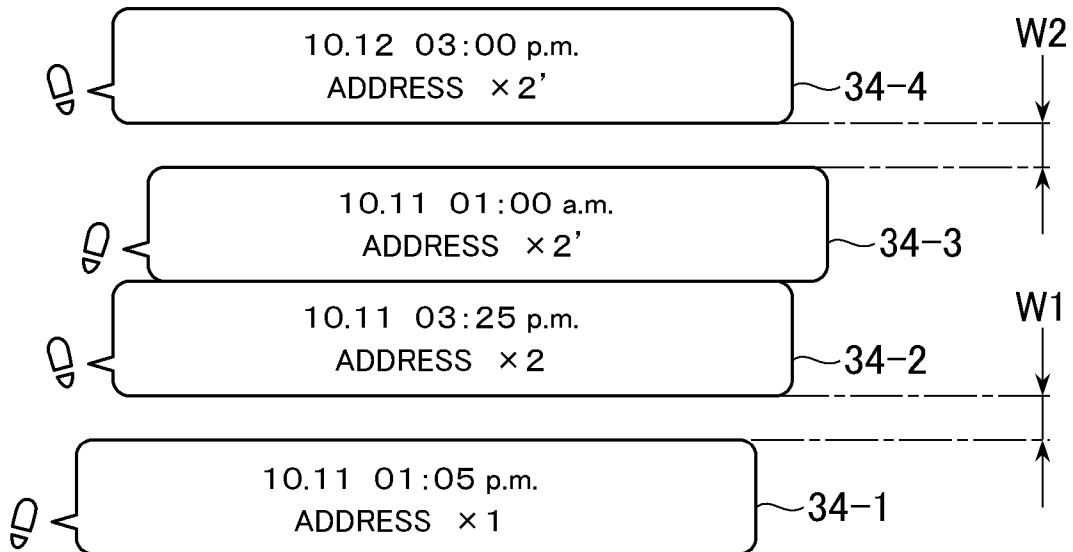 10.12 03:00 p.m.
ADDRESS ×2’
34-4
W2
10.11 01:00 a.m.
ADDRESS ×2’
34-3
10.11 03:25 p.m.
ADDRESS ×2
34-2
W1
10.11 01:05 p.m.
ADDRESS ×1
34-1